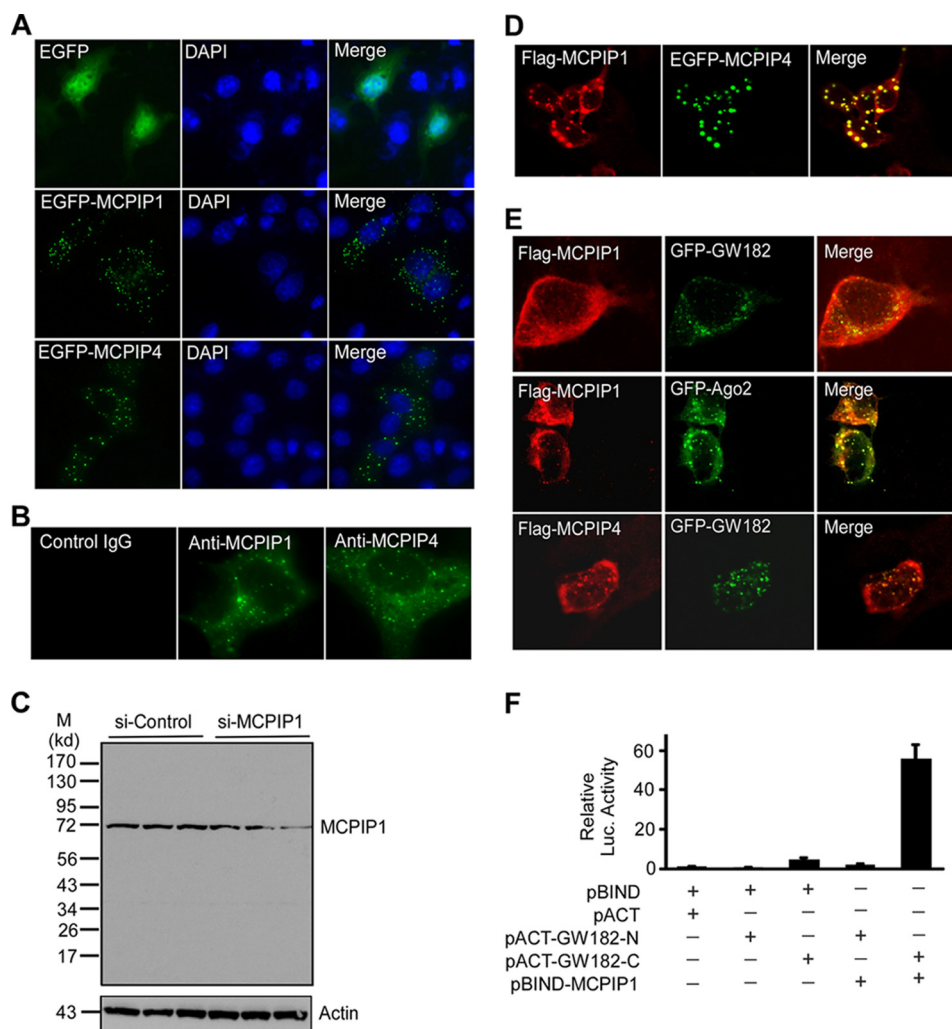 A
EGFP DAPI Merge
EGFP-MCPIP1 DAPI Merge
EGFP-MCPIP4 DAPI Merge
B
Control IgG Anti-MCPIP1 Anti-MCPIP4
C
M
(kd)
si-Control si-MCPIP1
170
130
95
72
MCPIP1
56
43
34
26
17
43
Actin
D
Flag-MCPIP1 EGFP-MCPIP4 Merge
E
Flag-MCPIP1 GFP-GW182 Merge
Flag-MCPIP1 GFP-Ago2 Merge
Flag-MCPIP4 GFP-GW182 Merge
F
Relative
Luc. Activity
60
40
20
0
pBIND + + + − −
pACT + − − − −
pACT-GW182-N − + − + −
pACT-GW182-C − − + − +
pBIND-MCPIP1 − − − + +